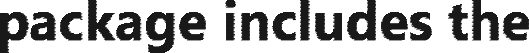 package includes the